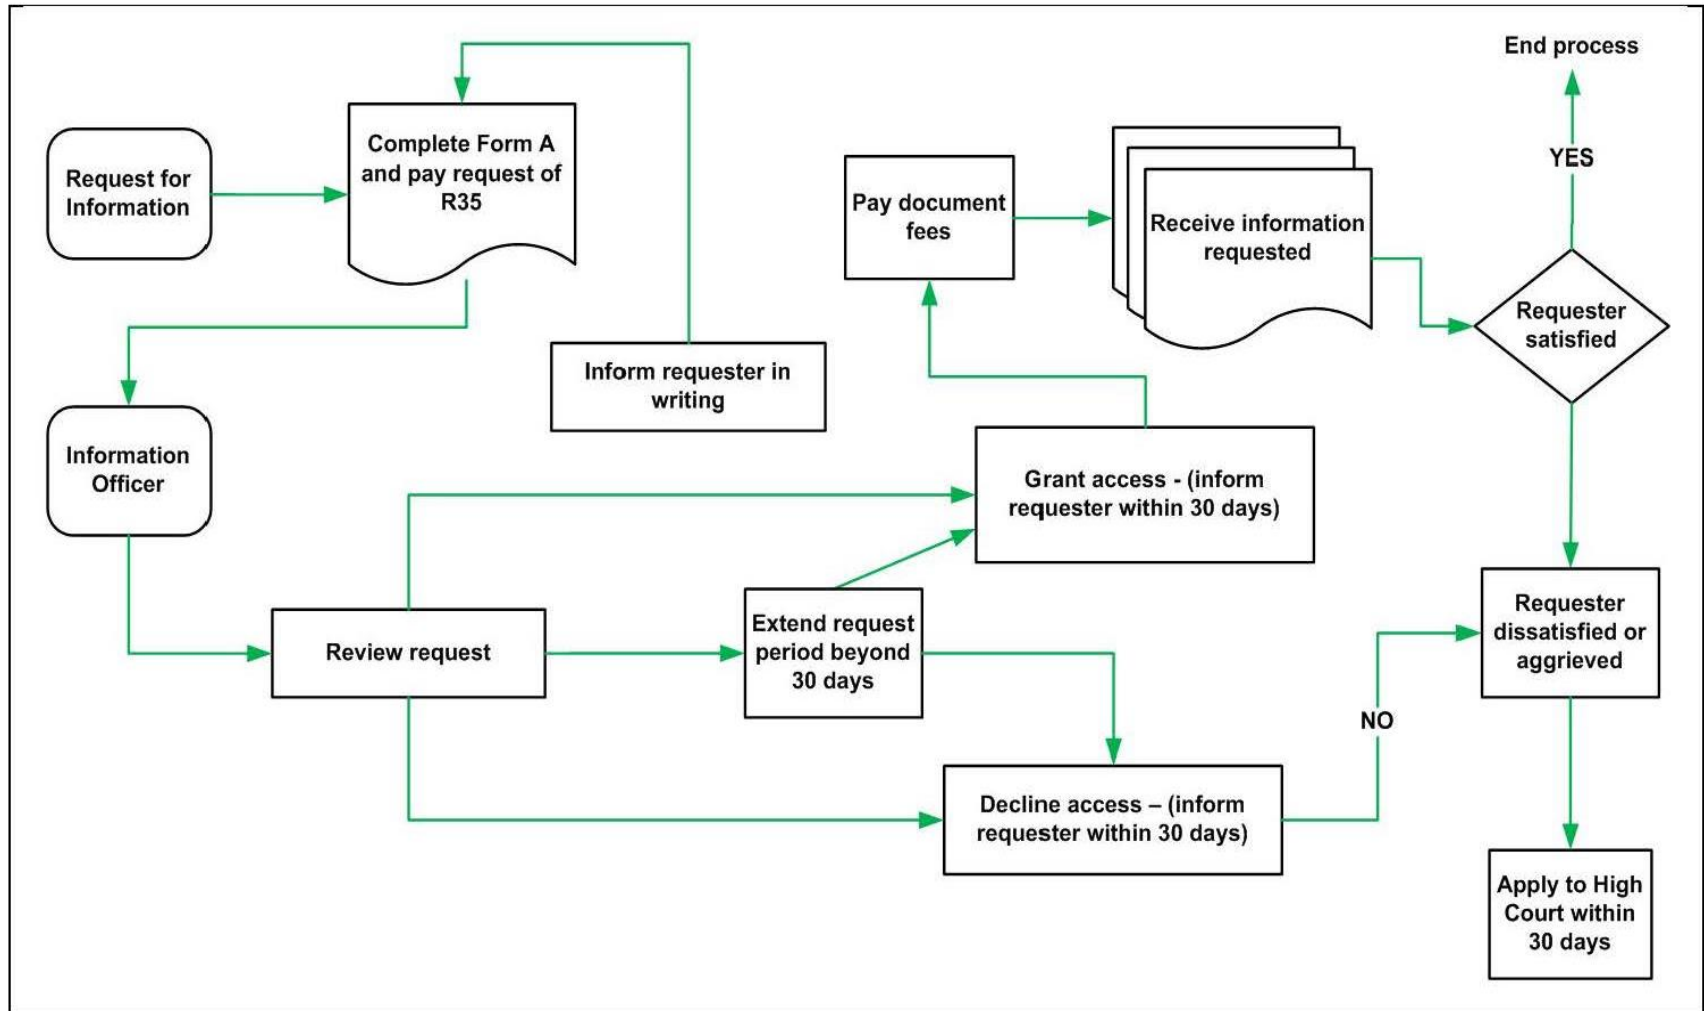 Request for
Information
Complete Form A
and pay request of
R35
Inform requester in
writing
Information
Officer
Review request
Extend request
period beyond
30 days
Grant access - (inform
requester within 30 days)
Decline access – (inform
requester within 30 days)
Pay document
fees
Receive information
requested
Requester
satisfied
YES
End process
NO
Requester
dissatisfied or
aggrieved
Apply to High
Court within
30 days